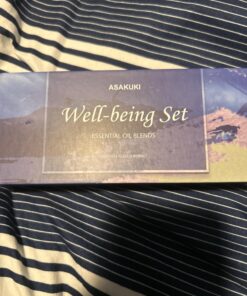 ASAKUKI
Well-being Set
ESSENTIAL OIL BLENDS